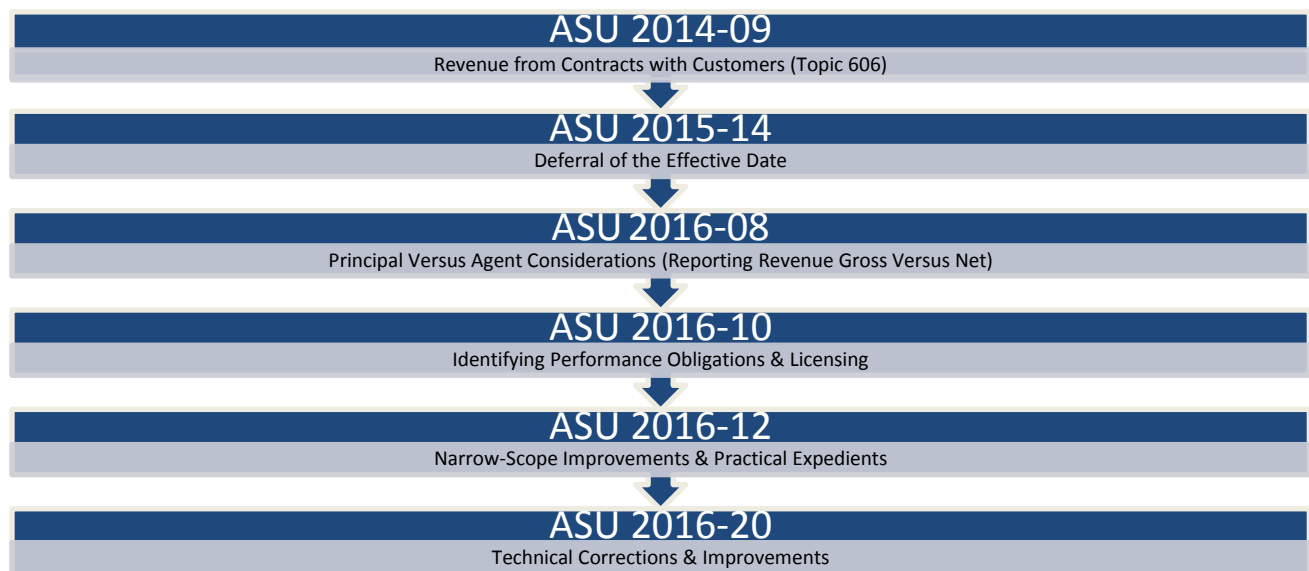 ASU 2014-09
Revenue from Contracts with Customers (Topic 606)
ASU 2015-14
Deferral of the Effective Date
ASU 2016-08
Principal Versus Agent Considerations (Reporting Revenue Gross Versus Net)
ASU 2016-10
Identifying Performance Obligations & Licensing
ASU 2016-12
Narrow-Scope Improvements & Practical Expedients
ASU 2016-20
Technical Corrections & Improvements